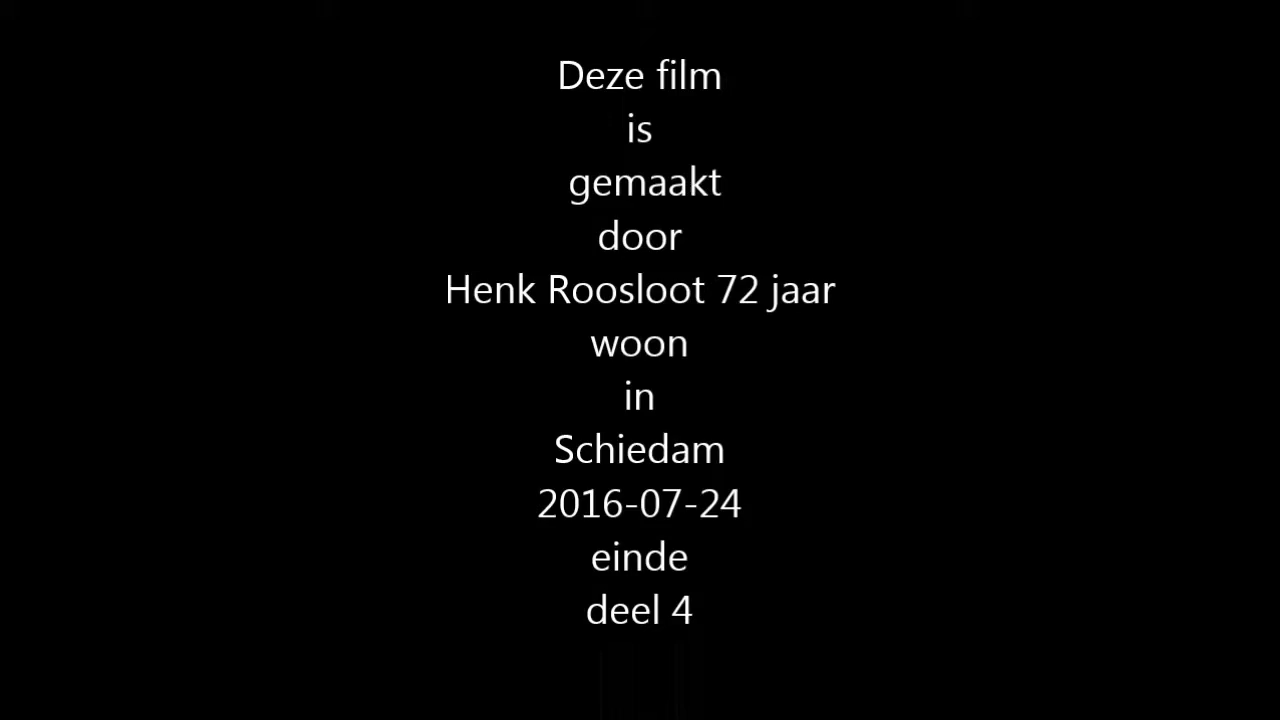 Deze film
is
gemaakt
door
Henk Roosloot 72 jaar
woon
in
Schiedam
2016-07-24
einde
deel 4